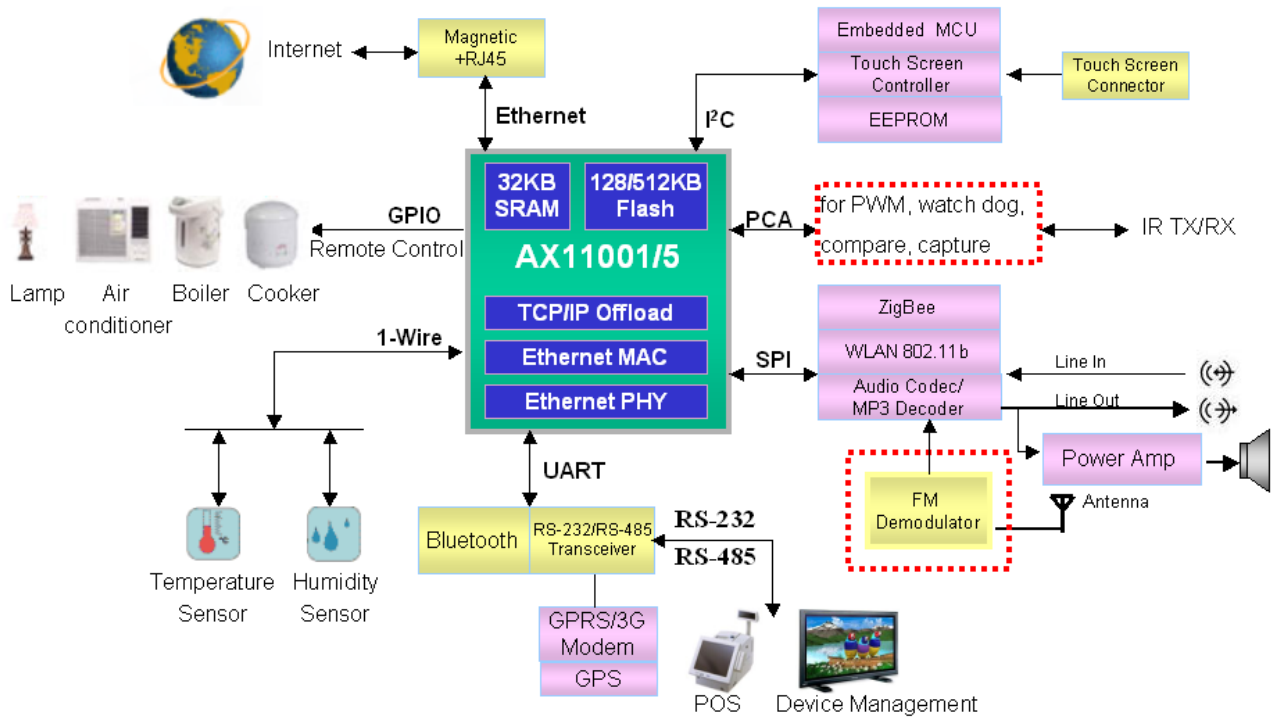 Internet
Magnetic
+RJ45
Ethernet
I²C
Embedded MCU
Touch Screen
Controller
EEPROM
Touch Screen
Connector
32KB
SRAM
128/512KB
Flash
AX11001/5
TCP/IP Offload
Ethernet MAC
Ethernet PHY
GPIO
Remote Control
Lamp
Air
conditioner
Boiler
Cooker
PCA
for PWM, watch dog,
compare, capture
IR TX/RX
1-Wire
Temperature
Sensor
Humidity
Sensor
SPI
ZigBee
WLAN 802.11b
Audio Codec/
MP3 Decoder
Line In
Line Out
Power Amp
FM
Demodulator
Antenna
UART
Bluetooth
RS-232/RS-485
Transceiver
RS-232
RS-485
GPRS/3G
Modem
GPS
POS
Device Management